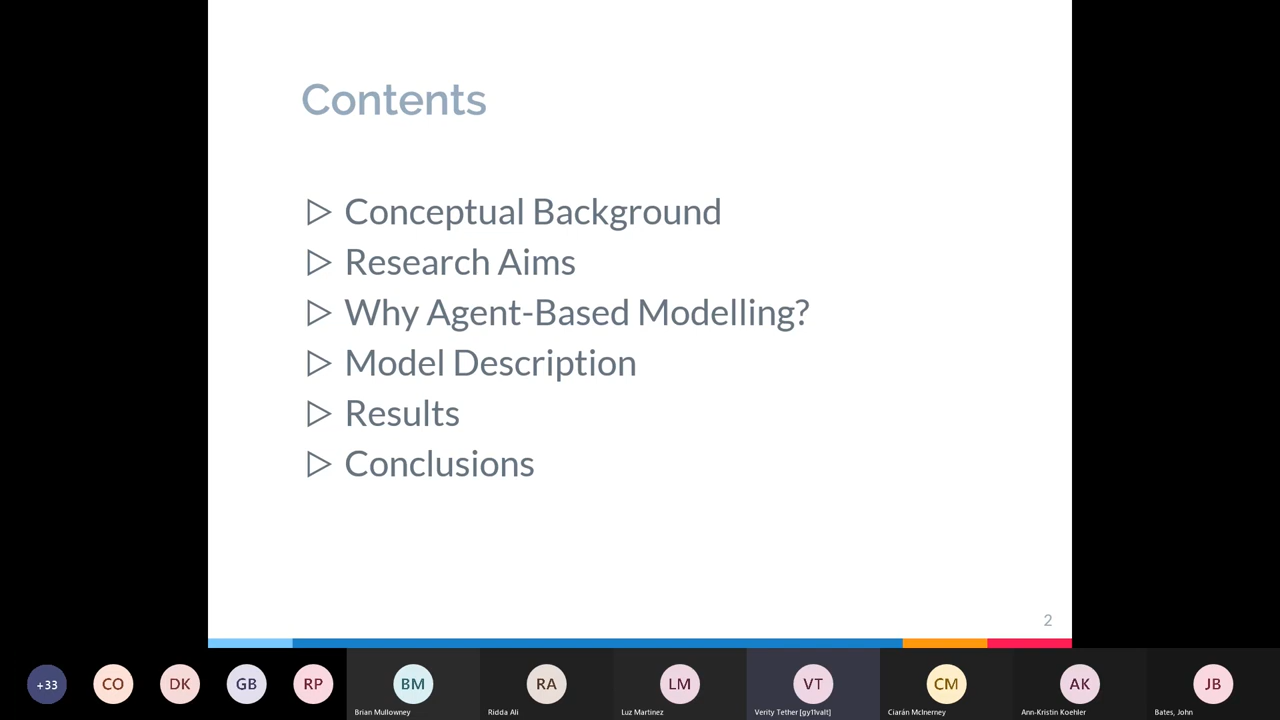 Contents
Conceptual Background
Research Aims
Why Agent-Based Modelling?
Model Description
Results
Conclusions
2
+33
CO
DK
GB
RP
BM
RA
LM
VT
CM
AK
JB
Brian Mullowney
Ridda Ali
Luz Martinez
Verity Tether [gy11valt]
Ciarán McInerney
Ann-Kristin Koehler
Bates, John